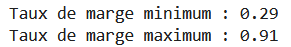 Taux de marge minimum : 0.29
Taux de marge maximum : 0.91